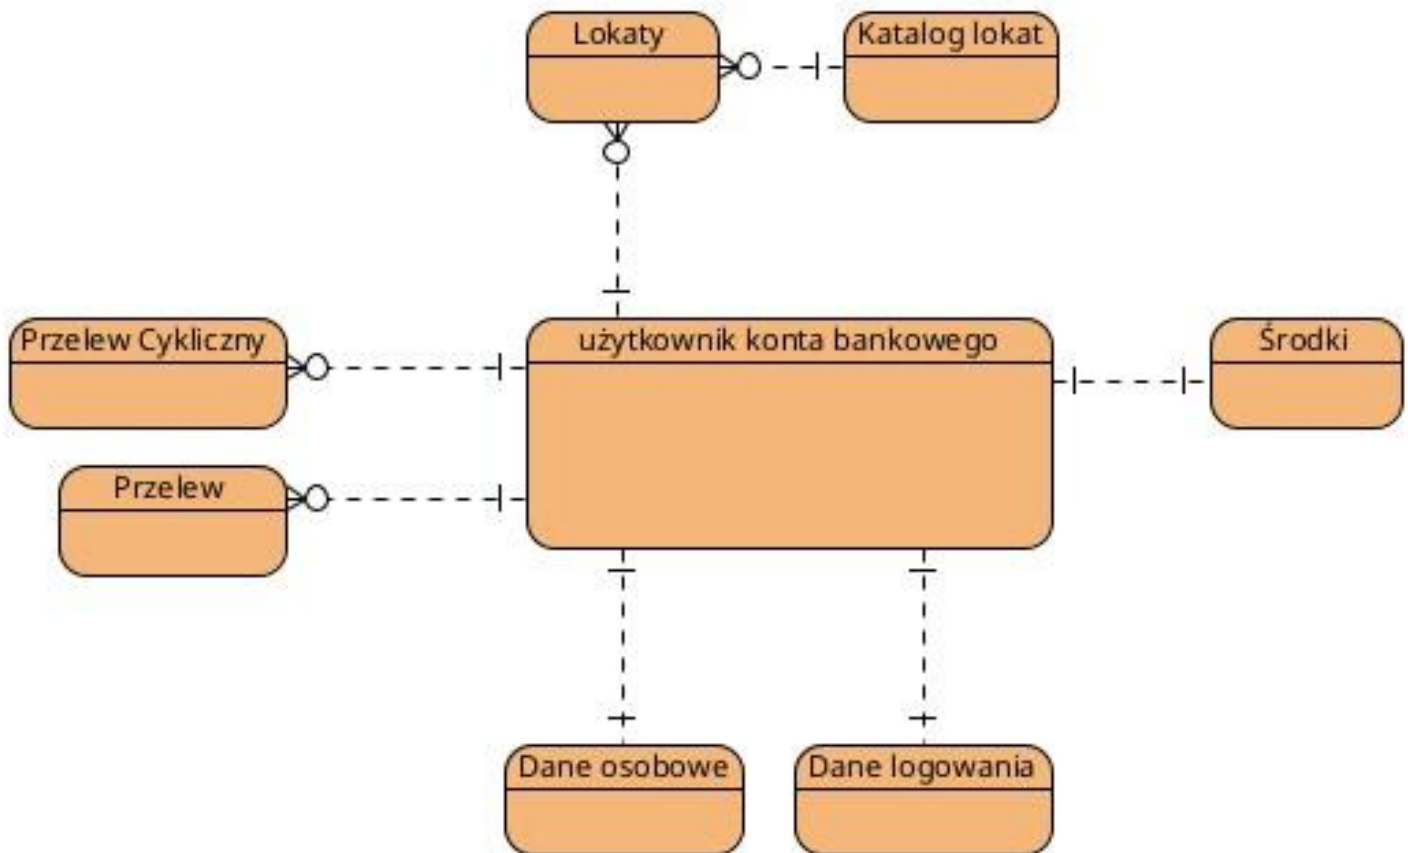 Lokaty
Katalog lokat
Przelew Cykliczny
użytkownik konta bankowego
Środki
Przelew
Dane osobowe
Dane logowania